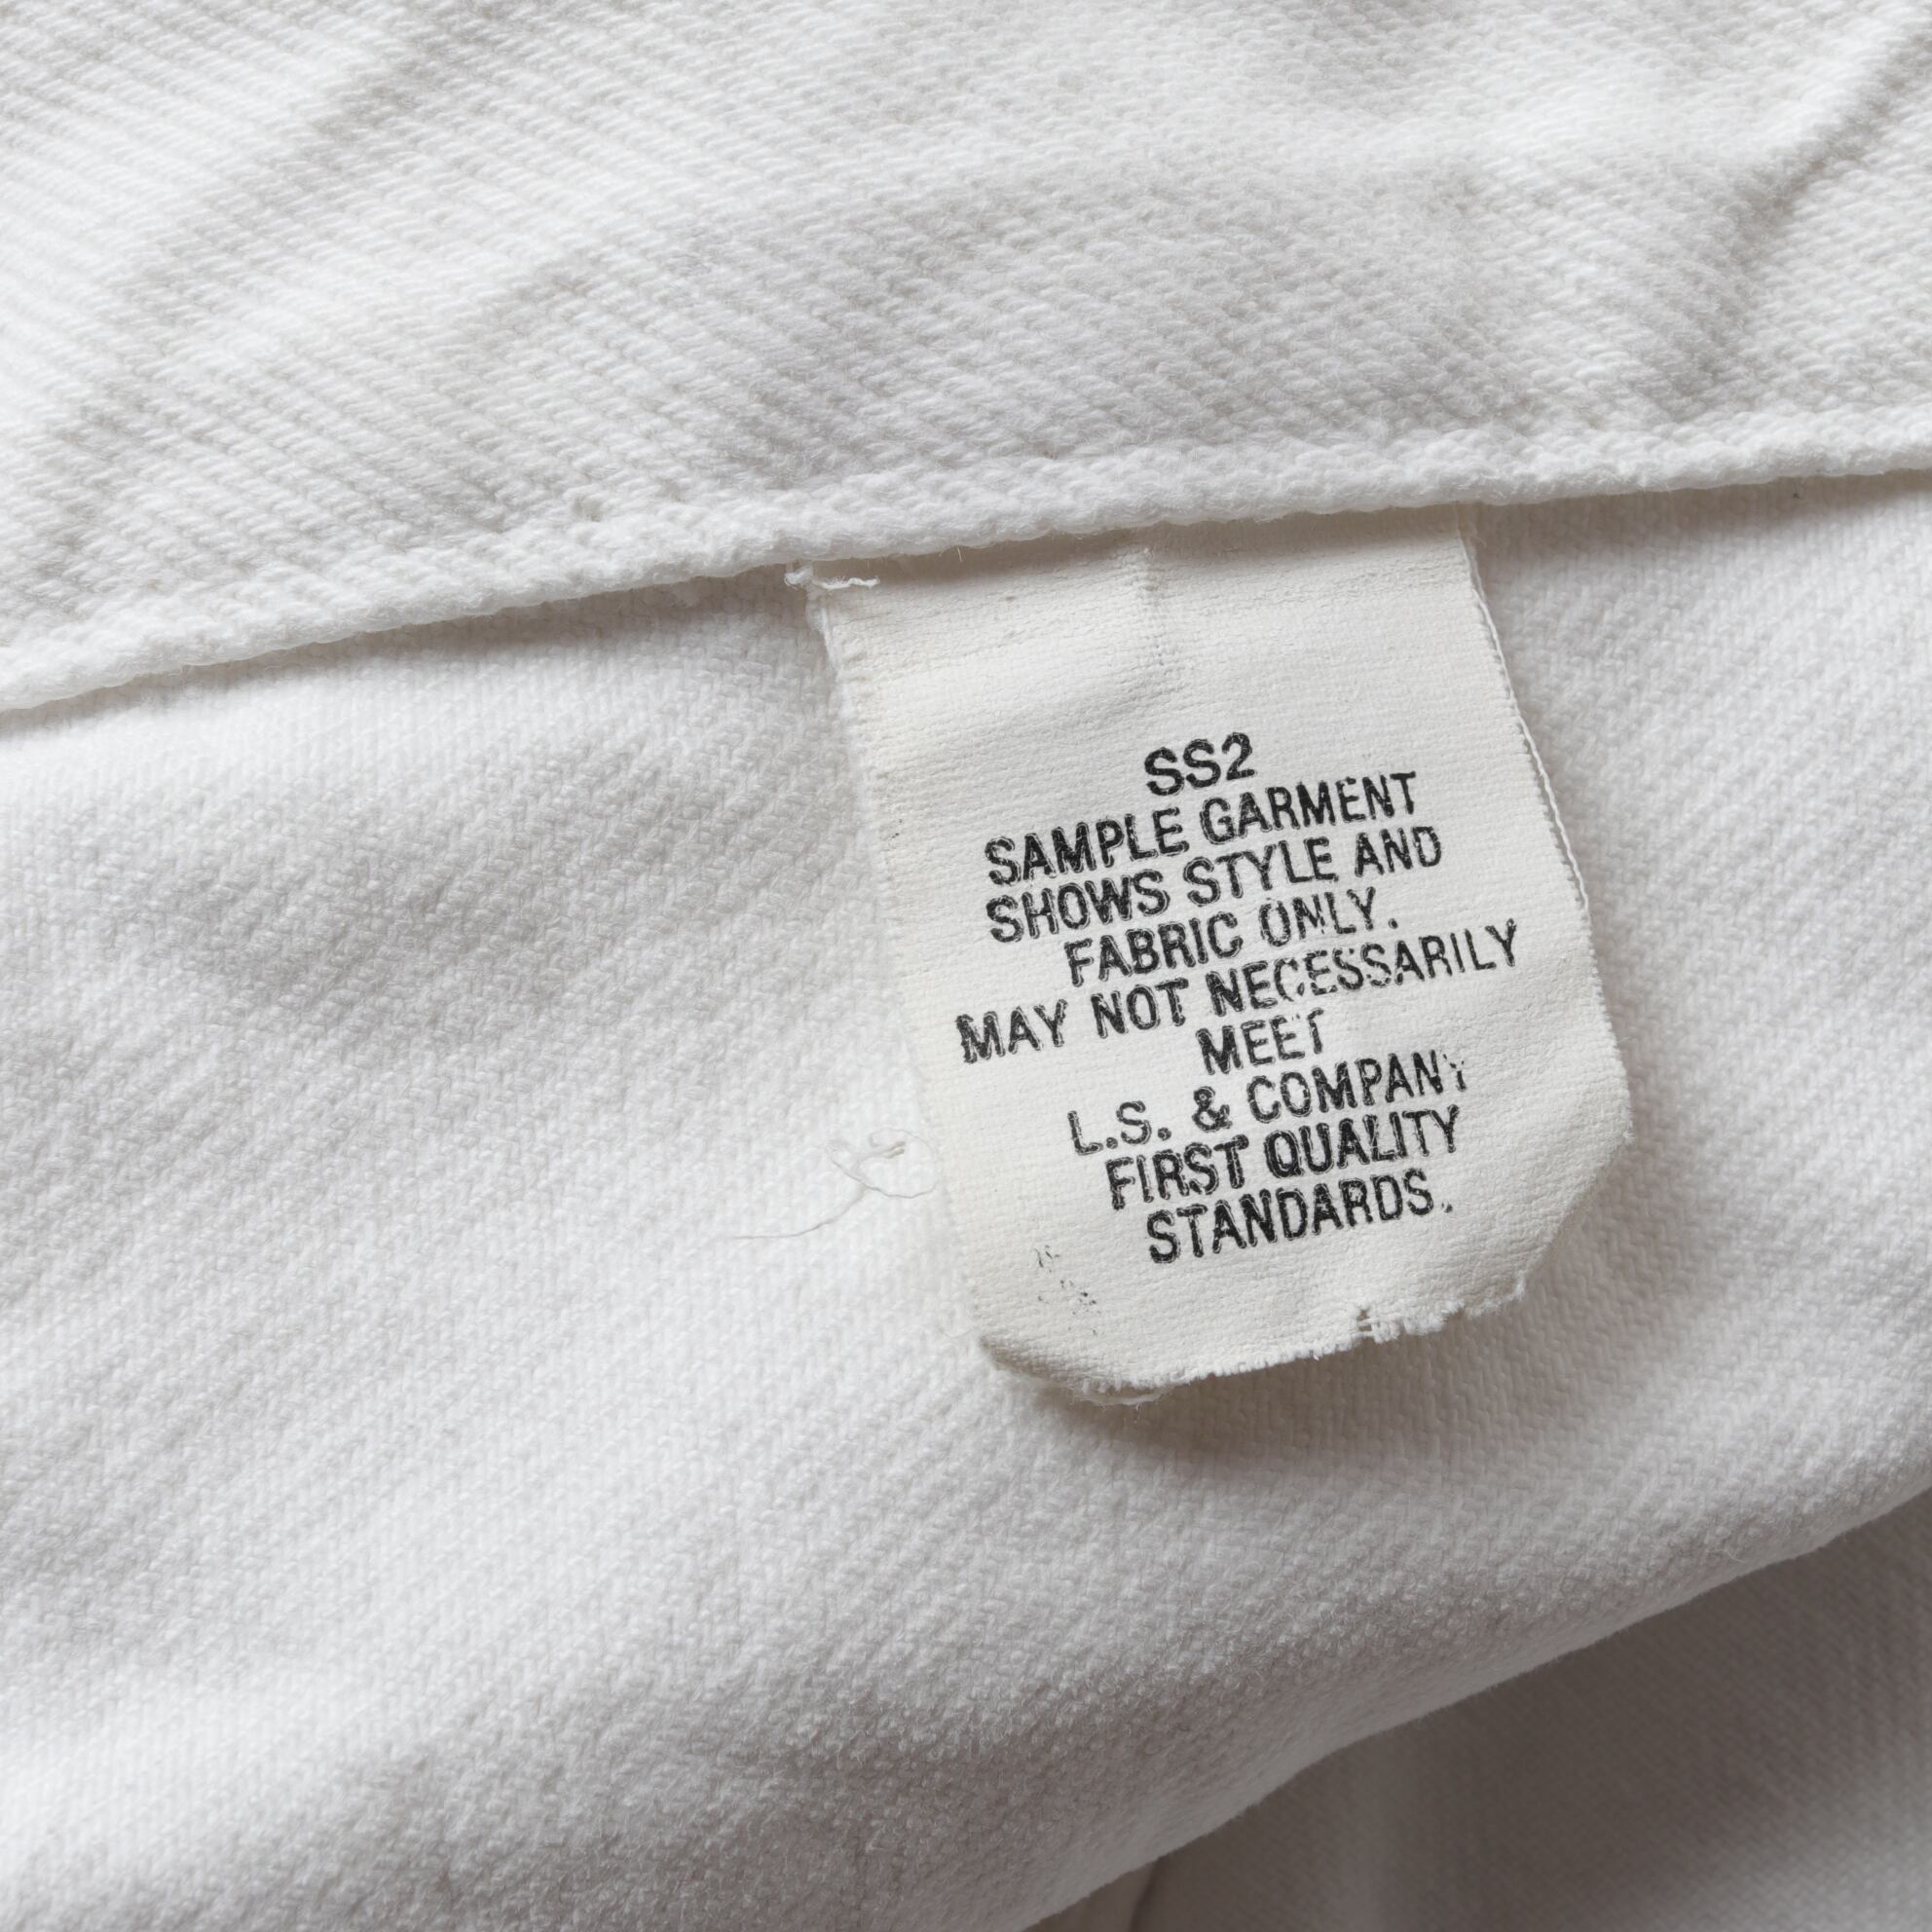 SS2
SAMPLE GARMENT
SHOWS STYLE AND
FABRIC ONLY.
MAY NOT NECESSARILY
MEET
L.S. & COMPANY
FIRST QUALITY
STANDARDS.